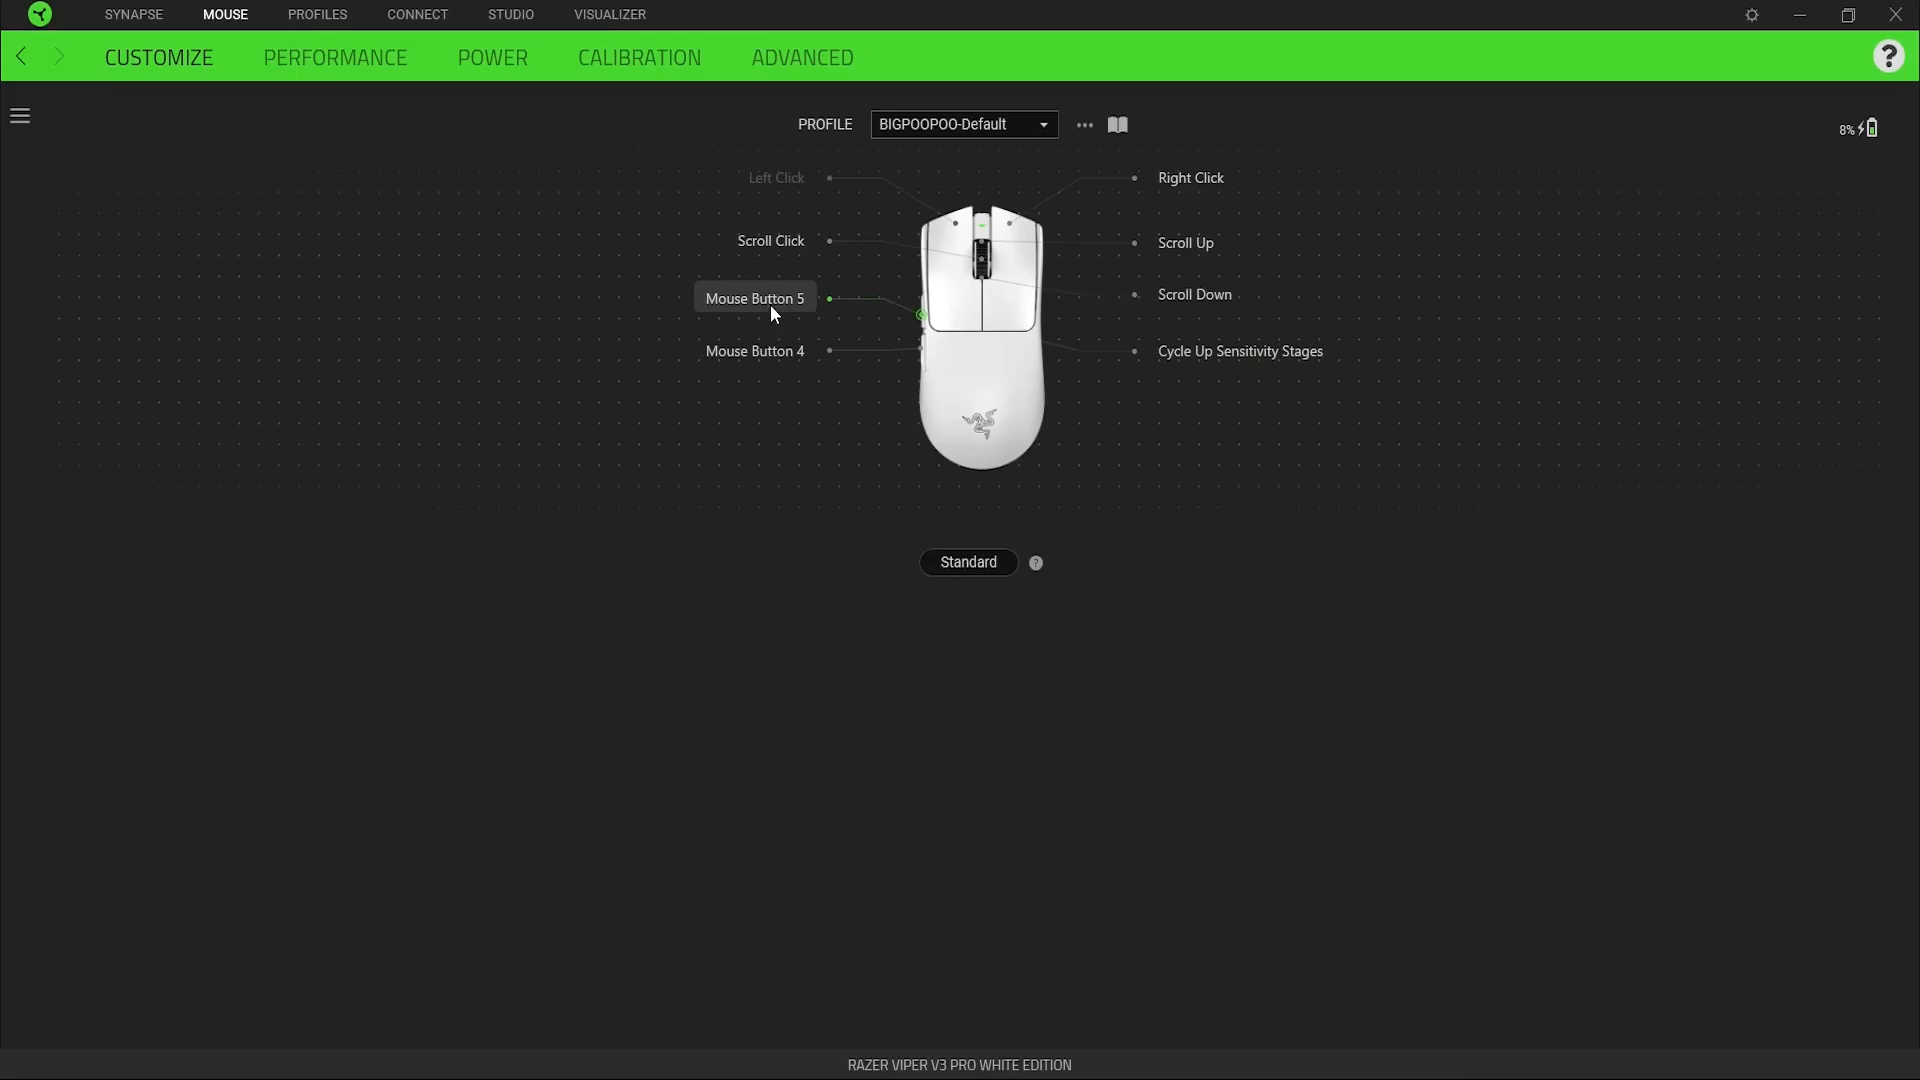 SYNAPSE MOUSE PROFILES CONNECT STUDIO VISUALIZER
CUSTOMIZE PERFORMANCE POWER CALIBRATION ADVANCED ?
PROFILE BIGPOOPOO-Default
8%
Left Click
Right Click
Scroll Click
Scroll Up
Mouse Button 5
Scroll Down
Mouse Button 4
Cycle Up Sensitivity Stages
Standard ?
RAZER VIPER V3 PRO WHITE EDITION